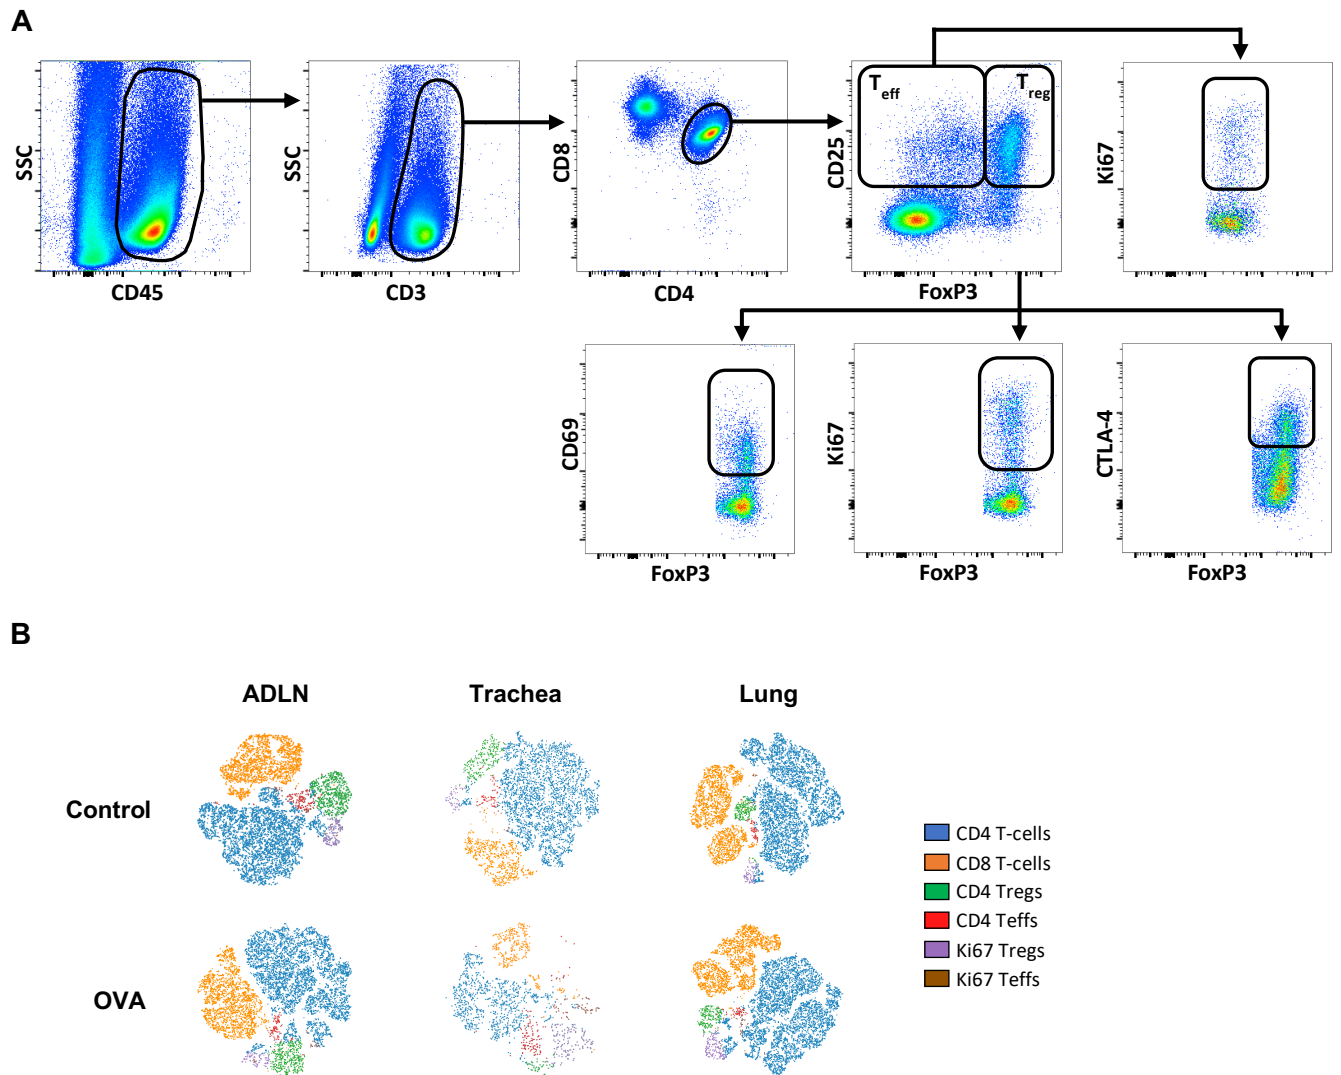 A
SSC
CD45
SSC
CD3
CD8
CD4
CD25
Teff
Treg
FoxP3
Ki67
CD69
FoxP3
Ki67
FoxP3
CTLA-4
FoxP3
B
ADLN
Trachea
Lung
Control
OVA
CD4 T-cells
CD8 T-cells
CD4 Tregs
CD4 Teffs
Ki67 Tregs
Ki67 Teffs